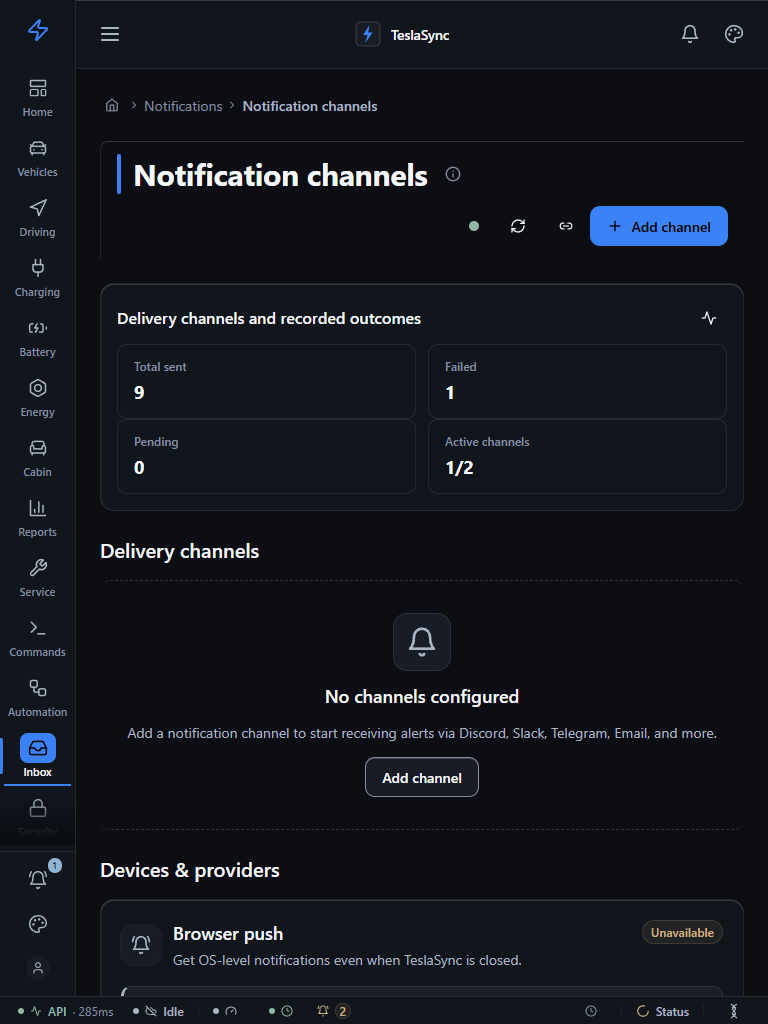 TeslaSync
Home
Vehicles
Driving
Charging
Battery
Energy
Cabin
Reports
Service
Commands
Automation
Inbox
Security
1
Notifications
Notification channels
Notification channels
Add channel
Delivery channels and recorded outcomes
Total sent
9
Failed
1
Pending
0
Active channels
1/2
Delivery channels
No channels configured
Add a notification channel to start receiving alerts via Discord, Slack, Telegram, Email, and more.
Add channel
Devices & providers
Browser push
Unavailable
Get OS-level notifications even when TeslaSync is closed.
API · 285ms
Idle
2
Status